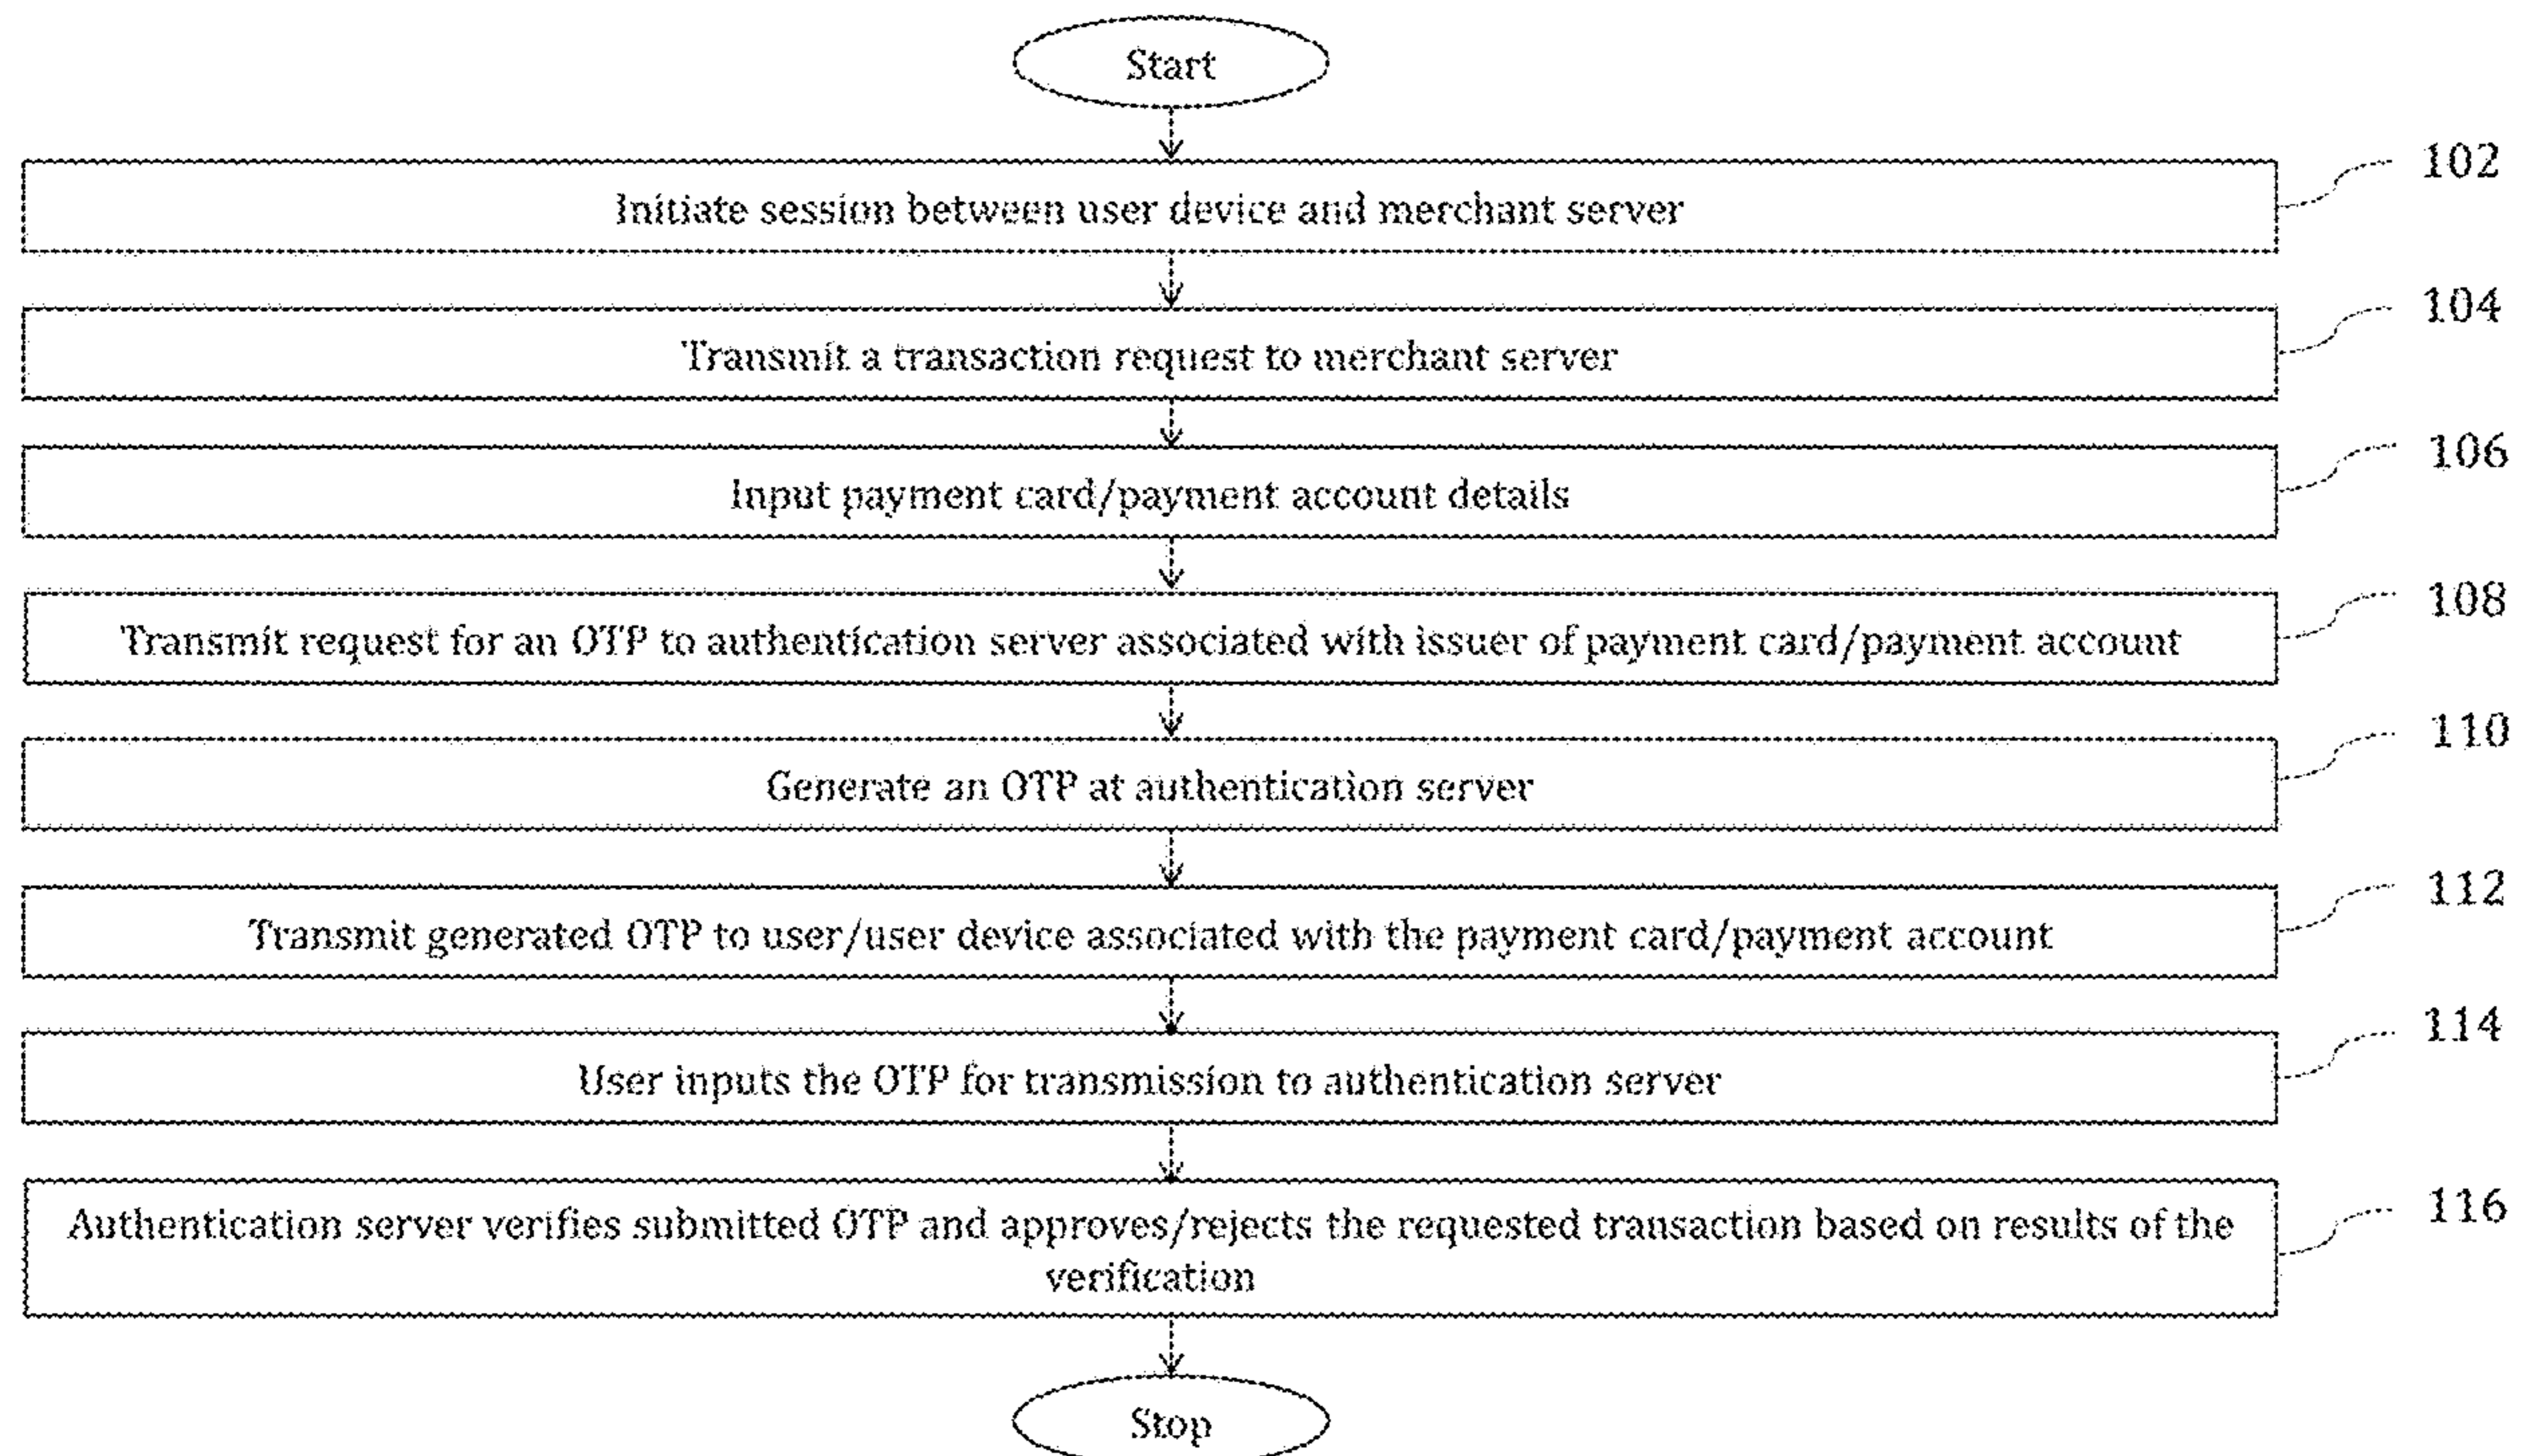 Start
Initiate session between user device and merchant server
102
Transmit a transaction request to merchant server
104
Input payment card/payment account details
106
Transmit request for an OTP to authentication server associated with issuer of payment card/payment account
108
Generate an OTP at authentication server
110
Transmit generated OTP to user/user device associated with the payment card/payment account
112
User inputs the OTP for transmission to authentication server
114
Authentication server verifies submitted OTP and approves/rejects the requested transaction based on results of the
verification
116
Stop